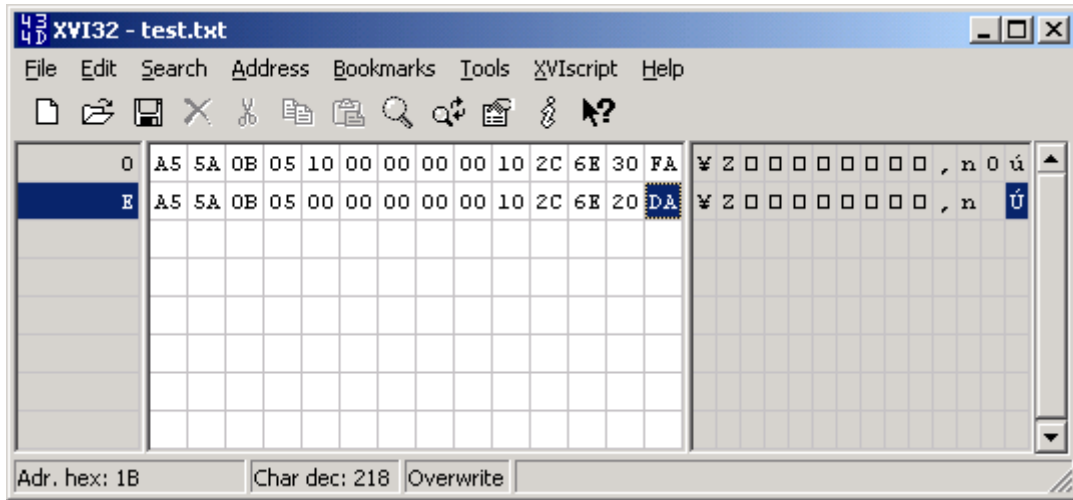 XVI32 - test.txt
File Edit Search Address Bookmarks Tools XVIscript Help
0 A5 5A 0B 05 10 00 00 00 00 10 2C 6E 30 FA ¥ Z □ □ □ □ □ □ □ □ , n 0 ú
E A5 5A 0B 05 00 00 00 00 00 10 2C 6E 20 DA ¥ Z □ □ □ □ □ □ □ □ , n Ú
Adr. hex: 1B Char dec: 218 Overwrite